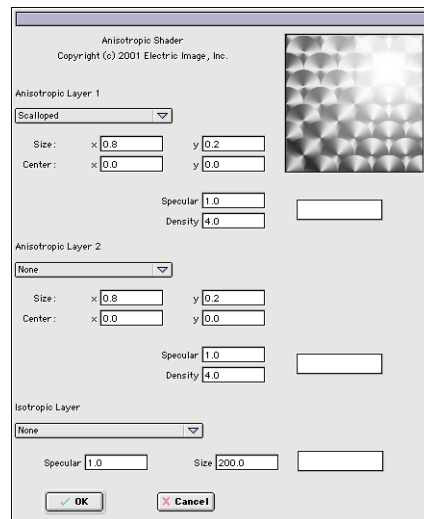 Anisotropic Shader
Copyright (c) 2001 Electric Image, Inc.
Anisotropic Layer 1
Scalloped
Size: x 0.8 y 0.2
Center: x 0.0 y 0.0
Specular 1.0
Density 4.0
Anisotropic Layer 2
None
Size: x 0.8 y 0.2
Center: x 0.0 y 0.0
Specular 1.0
Density 4.0
Isotropic Layer
None
Specular 1.0 Size 200.0
OK Cancel